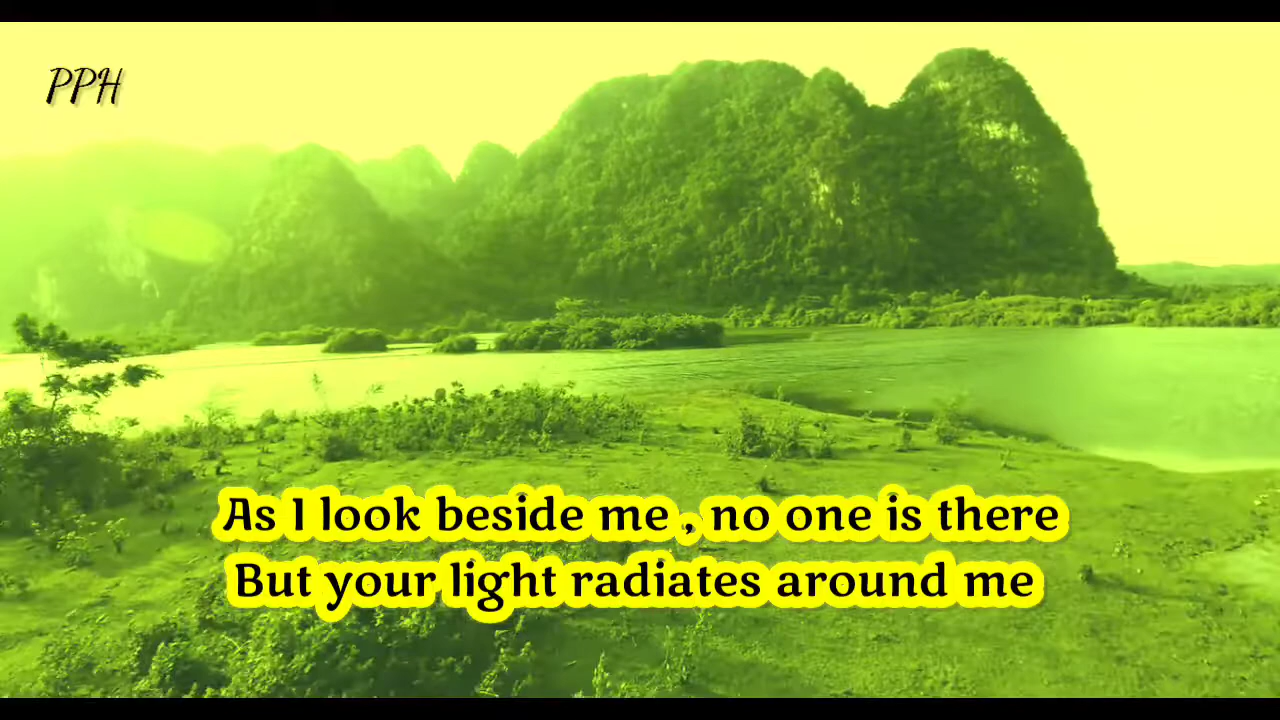 PPH
As I look beside me , no one is there
But your light radiates around me